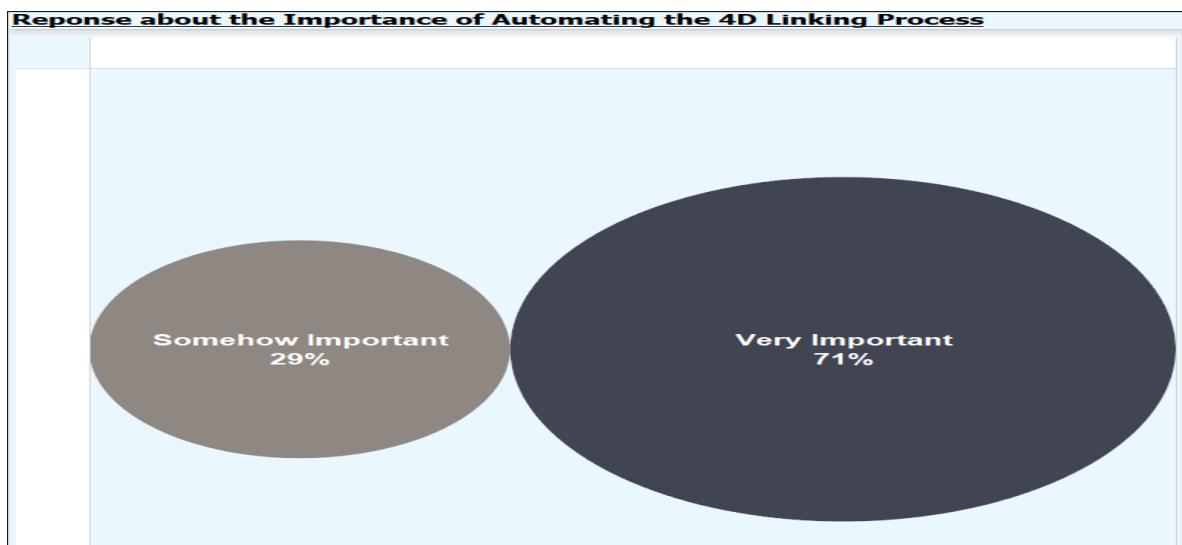 Reponse about the Importance of Automating the 4D Linking Process
Somehow Important
29%
Very Important
71%